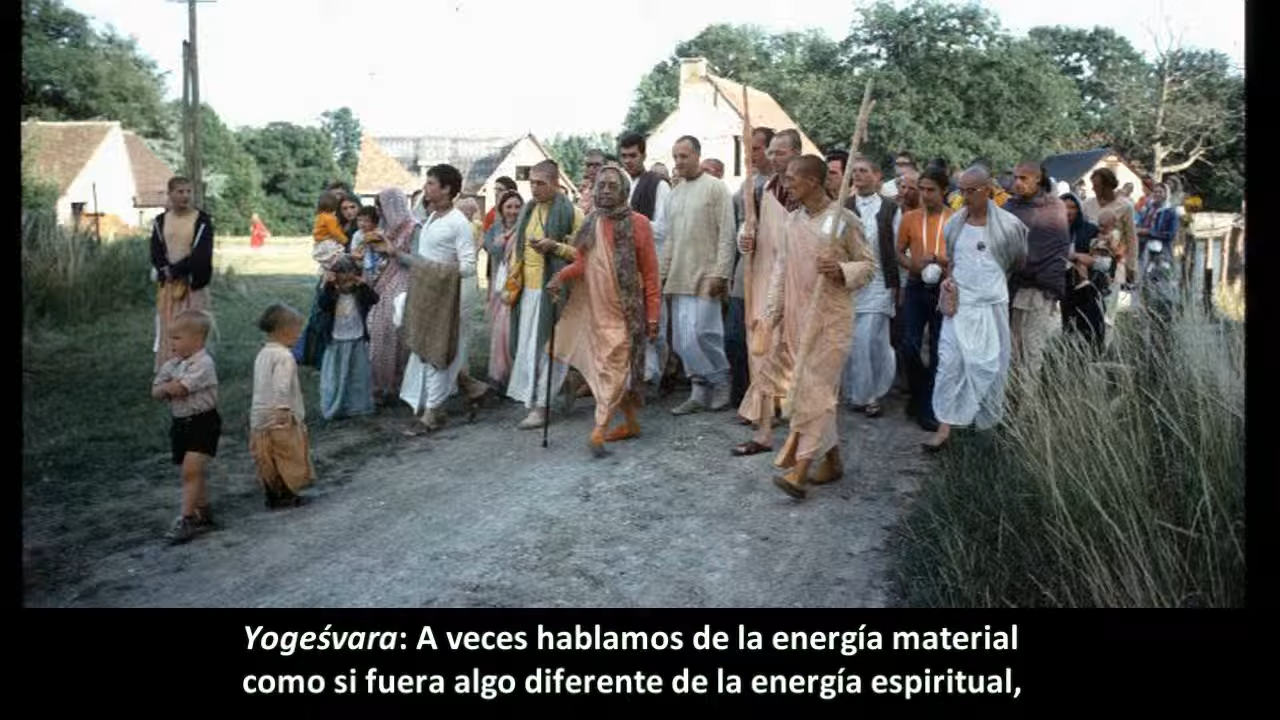 Yogeśvara: A veces hablamos de la energía material
como si fuera algo diferente de la energía espiritual,